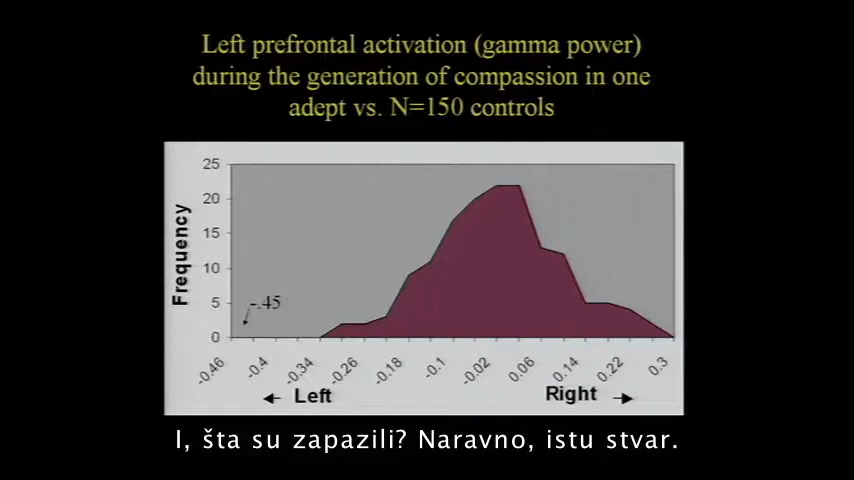 Left prefrontal activation (gamma power)
during the generation of compassion in one
adept vs. N=150 controls
25
20
15
10
5
0
Frequency
-.45
-0.46
-0.4
-0.34
-0.26
-0.18
-0.1
-0.02
0.06
0.14
0.22
0.3
Left
Right
I, šta su zapazili? Naravno, istu stvar.